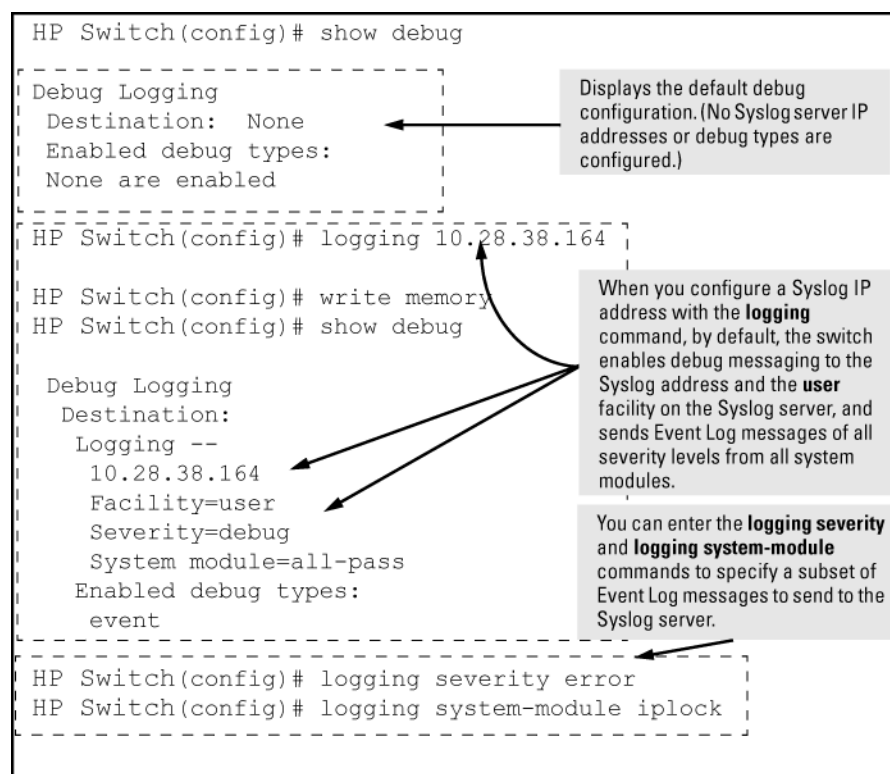 HP Switch(config)# show debug
Debug Logging
Destination: None
Enabled debug types:
None are enabled
Displays the default debug
configuration. (No Syslog server IP
addresses or debug types are
configured.)
HP Switch(config)# logging 10.28.38.164
HP Switch(config)# write memory
HP Switch(config)# show debug
Debug Logging
Destination:
Logging --
10.28.38.164
Facility=user
Severity=debug
System module=all-pass
Enabled debug types:
event
When you configure a Syslog IP
address with the logging
command, by default, the switch
enables debug messaging to the
Syslog address and the user
facility on the Syslog server, and
sends Event Log messages of all
severity levels from all system
modules.
You can enter the logging severity
and logging system-module
commands to specify a subset of
Event Log messages to send to the
Syslog server.
HP Switch(config)# logging severity error
HP Switch(config)# logging system-module iplock